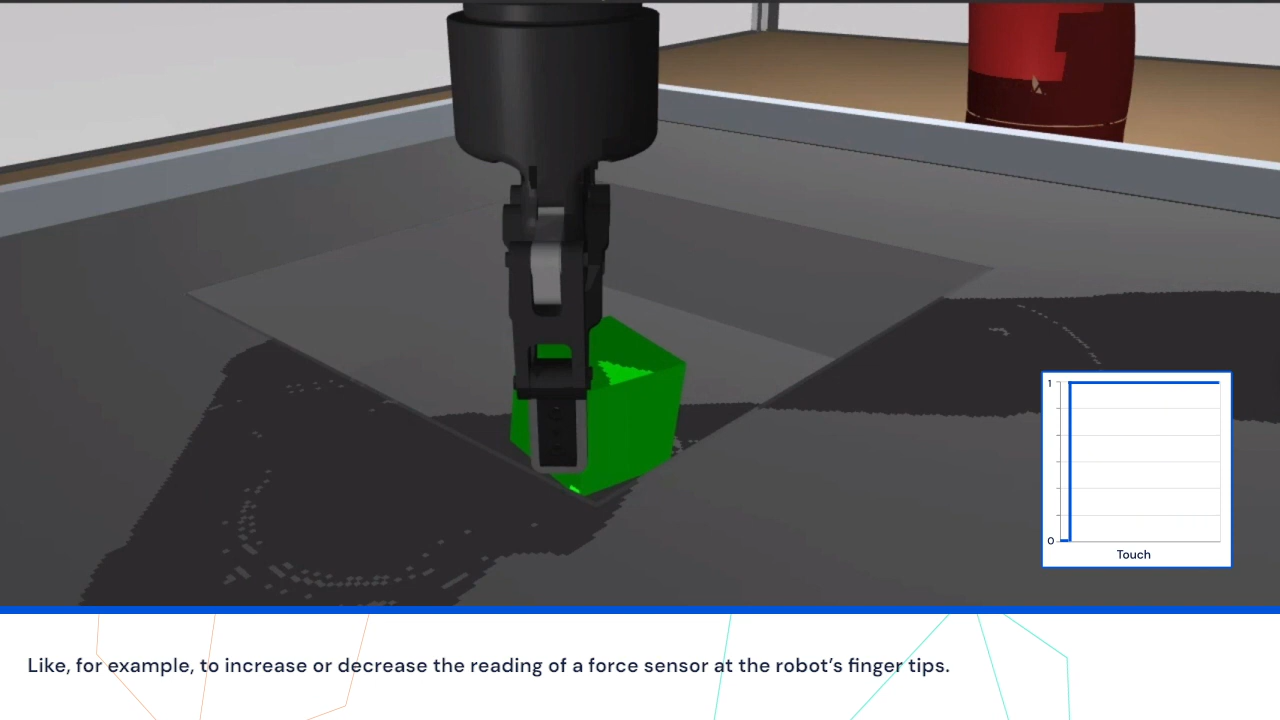 1
0
Touch
Like, for example, to increase or decrease the reading of a force sensor at the robot’s finger tips.